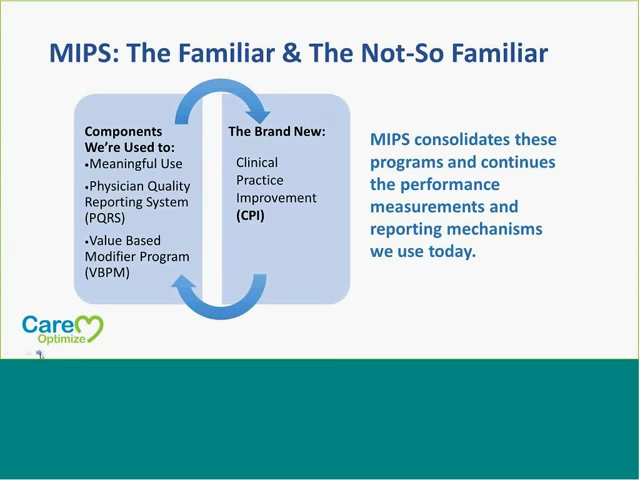 MIPS: The Familiar & The Not-So Familiar
Components
We're Used to:
•Meaningful Use
•Physician Quality
Reporting System
(PQRS)
•Value Based
Modifier Program
(VBPM)
The Brand New:
Clinical
Practice
Improvement
(CPI)
MIPS consolidates these
programs and continues
the performance
measurements and
reporting mechanisms
we use today.
Care
Optimize